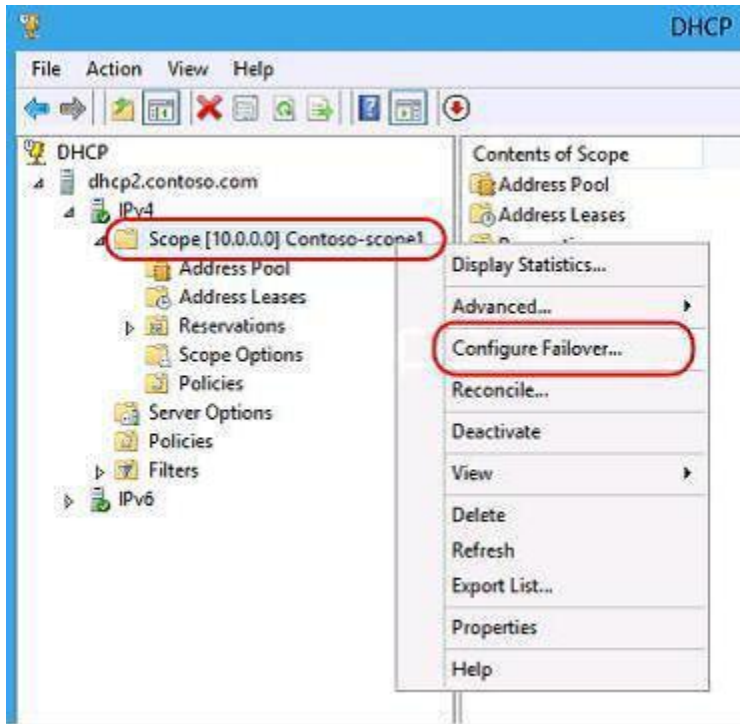 DHCP
File Action View Help
DHCP
dhcp2.contoso.com
IPv4
Scope [10.0.0.0] Contoso-scope1
Address Pool
Address Leases
Reservations
Scope Options
Policies
Server Options
Policies
Filters
IPv6
Contents of Scope
Address Pool
Address Leases
Display Statistics...
Advanced...
Configure Failover...
Reconcile...
Deactivate
View
Delete
Refresh
Export List...
Properties
Help